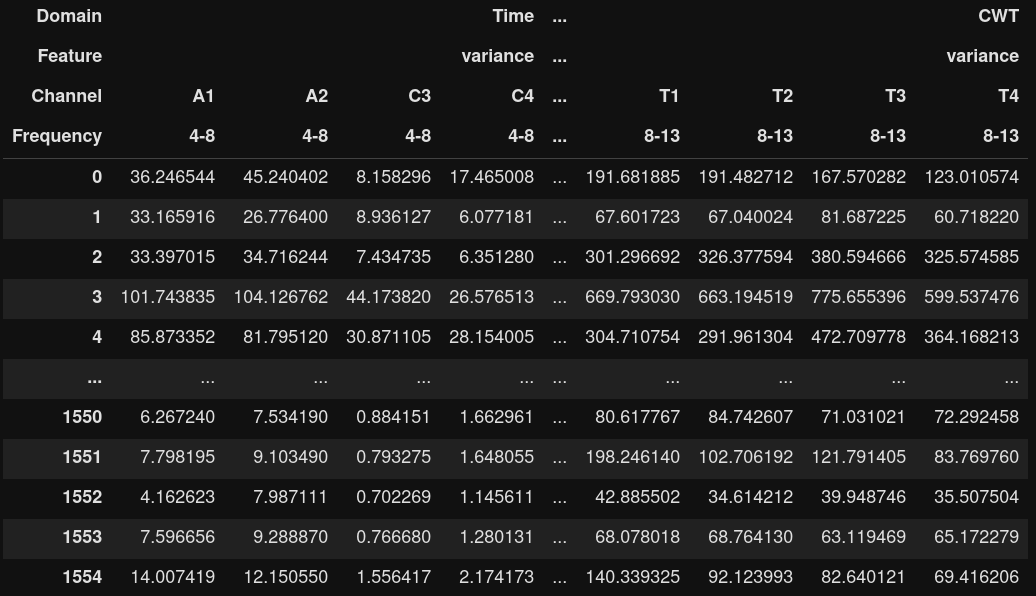 Domain Time ... CWT
Feature variance ... variance
Channel A1 A2 C3 C4 ... T1 T2 T3 T4
Frequency 4-8 4-8 4-8 4-8 ... 8-13 8-13 8-13 8-13
0 36.246544 45.240402 8.158296 17.465008 ... 191.681885 191.482712 167.570282 123.010574
1 33.165916 26.776400 8.936127 6.077181 ... 67.601723 67.040024 81.687225 60.718220
2 33.397015 34.716244 7.434735 6.351280 ... 301.296692 326.377594 380.594666 325.574585
3 101.743835 104.126762 44.173820 26.576513 ... 669.793030 663.194519 775.655396 599.537476
4 85.873352 81.795120 30.871105 28.154005 ... 304.710754 291.961304 472.709778 364.168213
... ... ... ... ... ... ... ... ... ...
1550 6.267240 7.534190 0.884151 1.662961 ... 80.617767 84.742607 71.031021 72.292458
1551 7.798195 9.103490 0.793275 1.648055 ... 198.246140 102.706192 121.791405 83.769760
1552 4.162623 7.987111 0.702269 1.145611 ... 42.885502 34.614212 39.948746 35.507504
1553 7.596656 9.288870 0.766680 1.280131 ... 68.078018 68.764130 63.119469 65.172279
1554 14.007419 12.150550 1.556417 2.174173 ... 140.339325 92.123993 82.640121 69.416206